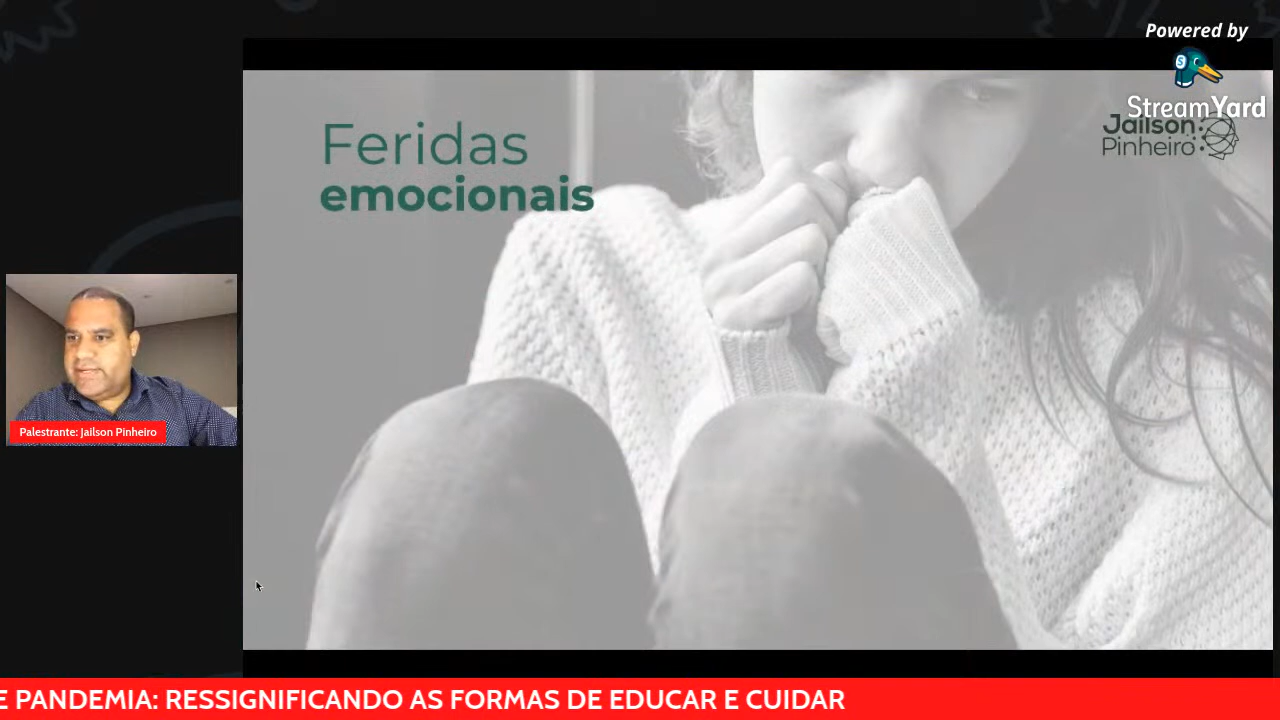 Powered by
StreamYard
Jailson
Pinheiro
Feridas
emocionais
Palestrante: Jailson Pinheiro
E PANDEMIA: RESSIGNIFICANDO AS FORMAS DE EDUCAR E CUIDAR